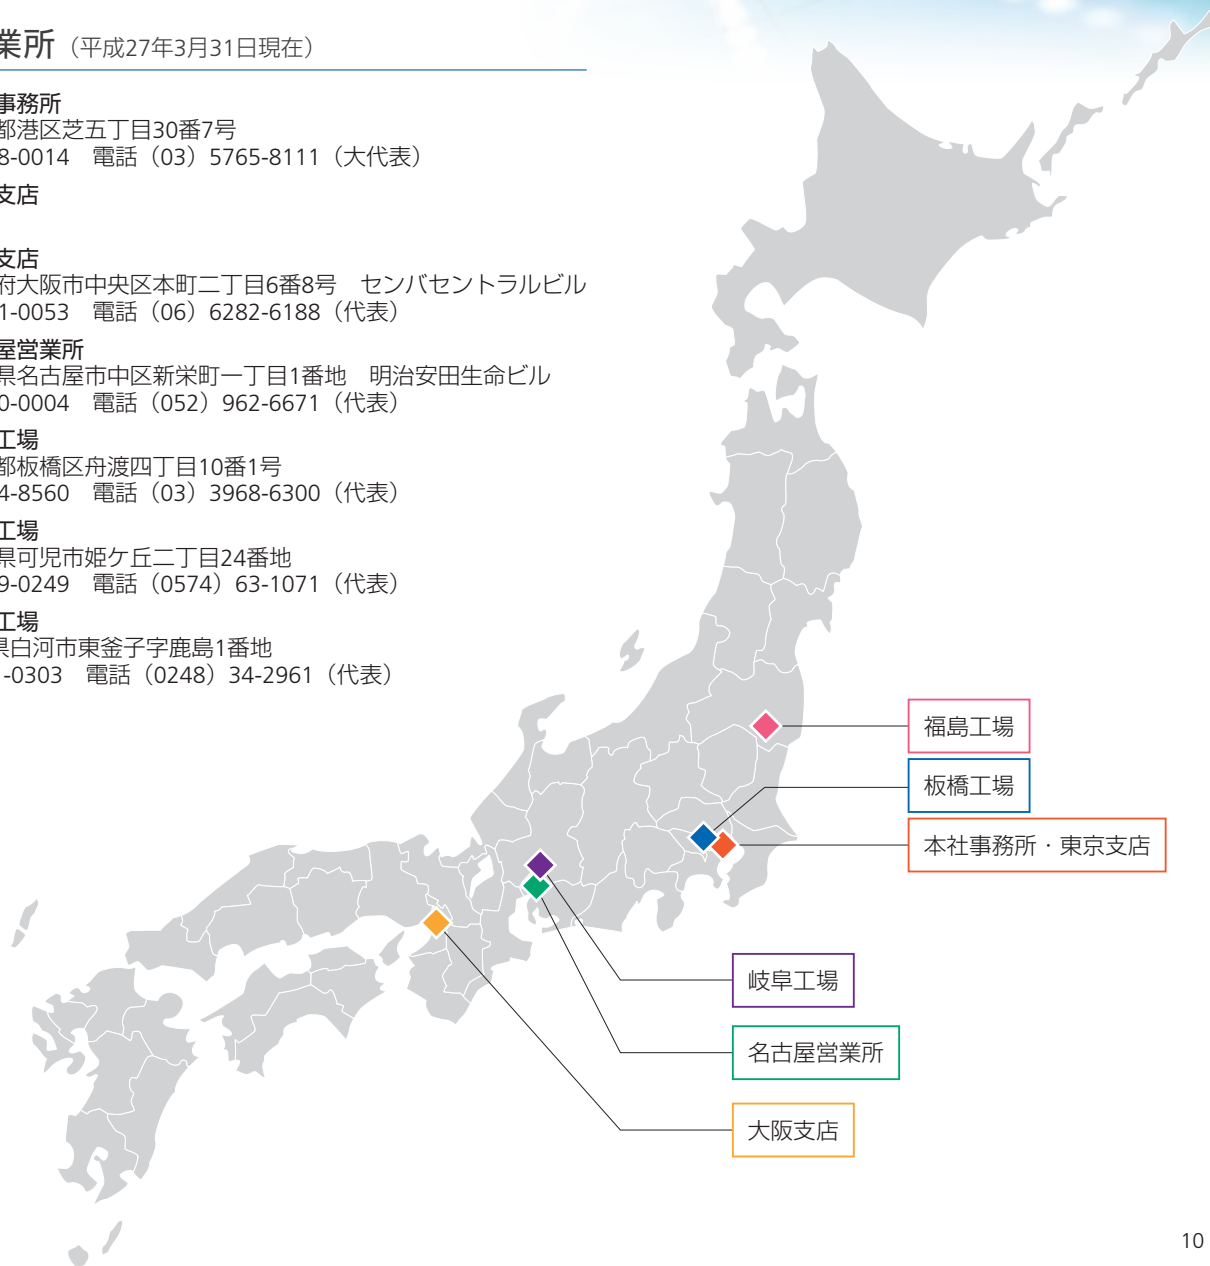 業所（平成27年3月31日現在）
事務所
都港区芝五丁目30番7号
8-0014　電話（03）5765-8111（大代表）
支店
支店
府大阪市中央区本町二丁目6番8号　センバセントラルビル
1-0053　電話（06）6282-6188（代表）
屋営業所
県名古屋市中区新栄町一丁目1番地　明治安田生命ビル
0-0004　電話（052）962-6671（代表）
工場
都板橋区舟渡四丁目10番1号
4-8560　電話（03）3968-6300（代表）
工場
県可児市姫ケ丘二丁目24番地
9-0249　電話（0574）63-1071（代表）
工場
県白河市東釜子字鹿島1番地
-0303　電話（0248）34-2961（代表）
福島工場
板橋工場
本社事務所・東京支店
岐阜工場
名古屋営業所
大阪支店
10